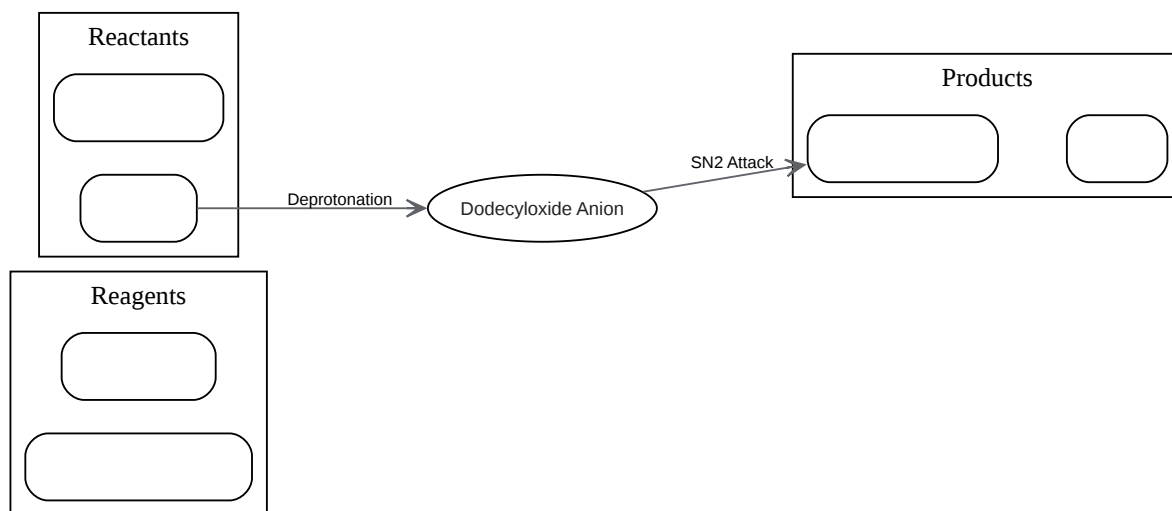 Reactants
Products
SN2 Attack
Deprotonation
Dodecyloxide Anion
Reagents